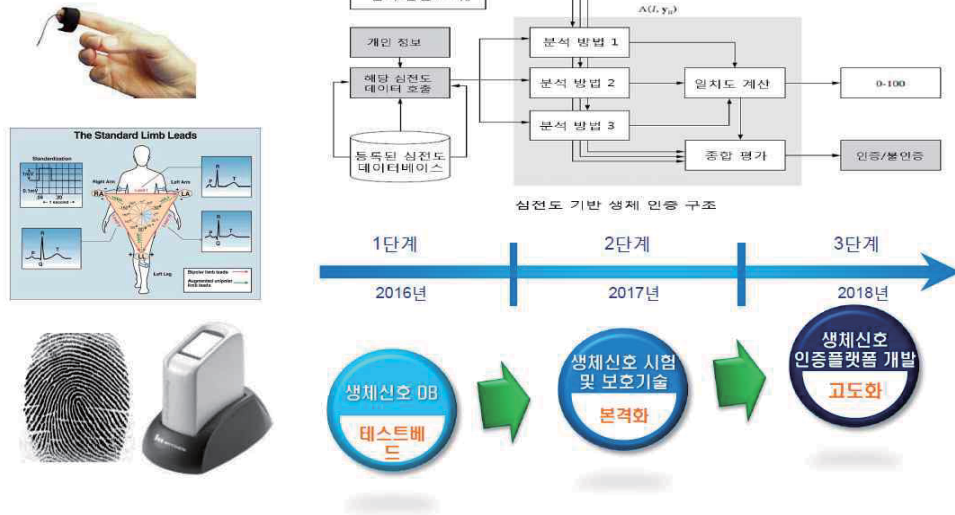 A(I, yn)
개인 정보
해당 심전도
데이터 호출
등록된 심전도
데이터베이스
분석 방법 1
분석 방법 2
분석 방법 3
일치도 계산
종합 평가
0-100
인증/불인증
심전도 기반 생체 인증 구조
The Standard Limb Leads
Standardization
Right Arm
Left Arm
RA
LA
LL
Left Leg
Bipolar limb leads
Augmented unipolar
limb leads
1단계
2단계
3단계
2016년
2017년
2018년
생체신호 DB
테스트베
드
생체신호 시험
및 보호기술
본격화
생체신호
인증플랫폼 개발
고도화